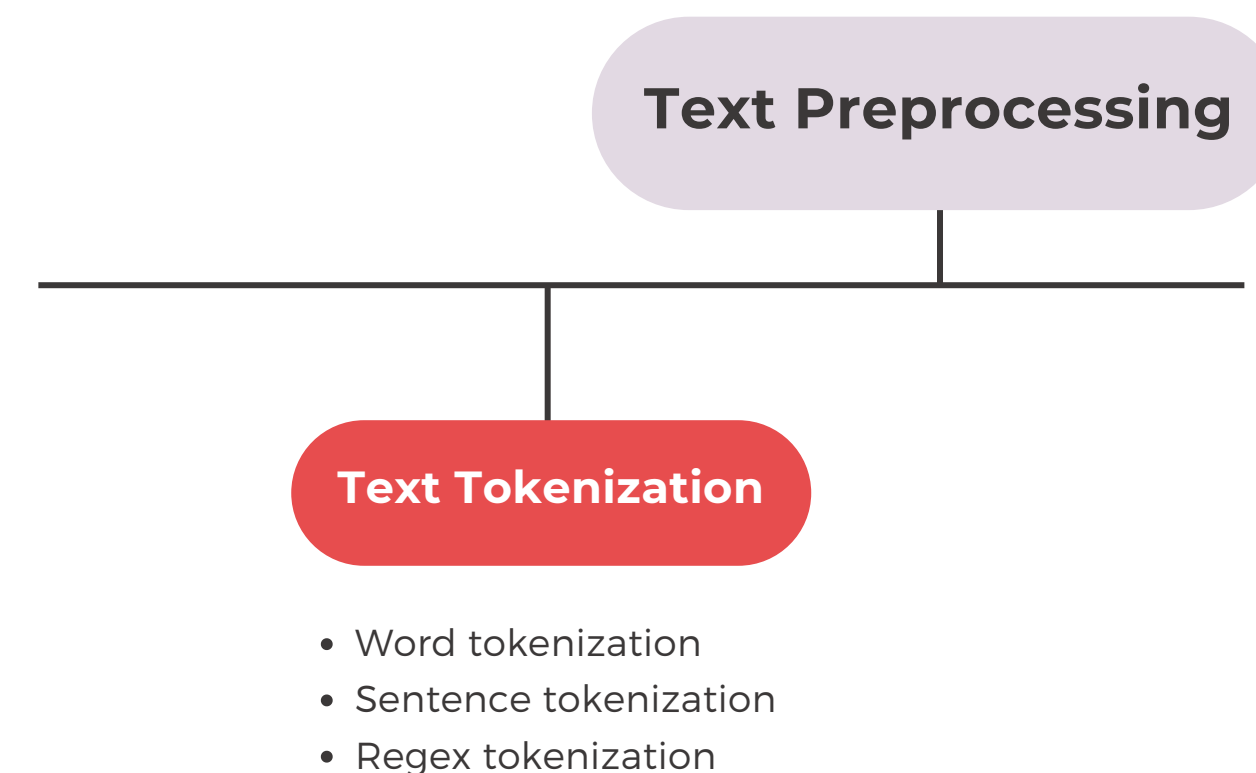 Text Preprocessing
Text Tokenization
• Word tokenization
• Sentence tokenization
• Regex tokenization